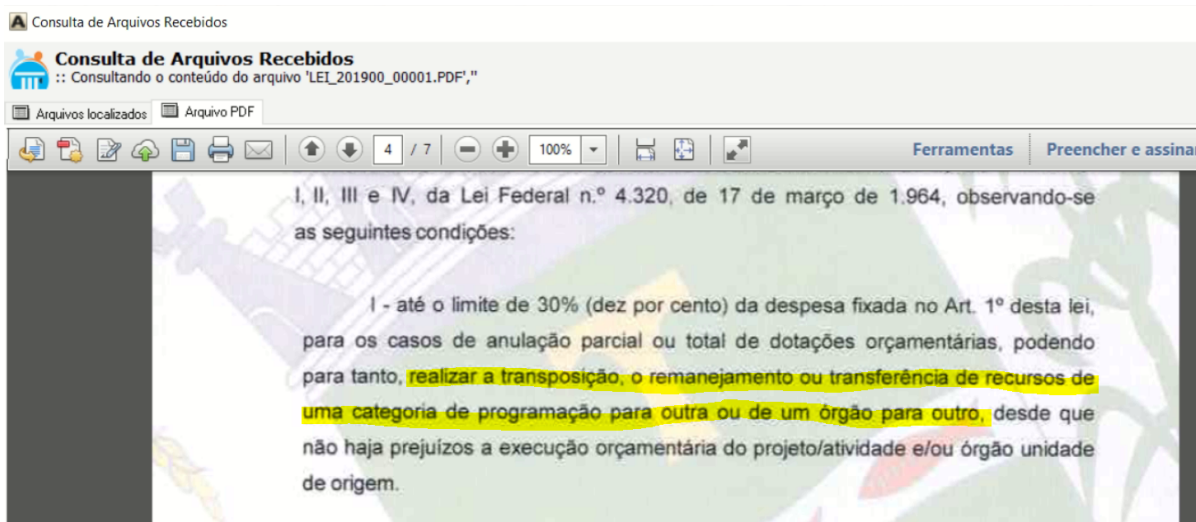 Consulta de Arquivos Recebidos
Consulta de Arquivos Recebidos
:: Consultando o conteúdo do arquivo 'LEI_201900_00001.PDF',"
Arquivos localizados Arquivo PDF
4 / 7 100% Ferramentas Preencher e assinar
I, II, III e IV, da Lei Federal n.º 4.320, de 17 de março de 1.964, observando-se
as seguintes condições:
I - até o limite de 30% (dez por cento) da despesa fixada no Art. 1º desta lei,
para os casos de anulação parcial ou total de dotações orçamentárias, podendo
para tanto, realizar a transposição, o remanejamento ou transferência de recursos de
uma categoria de programação para outra ou de um órgão para outro, desde que
não haja prejuízos a execução orçamentária do projeto/atividade e/ou órgão unidade
de origem.